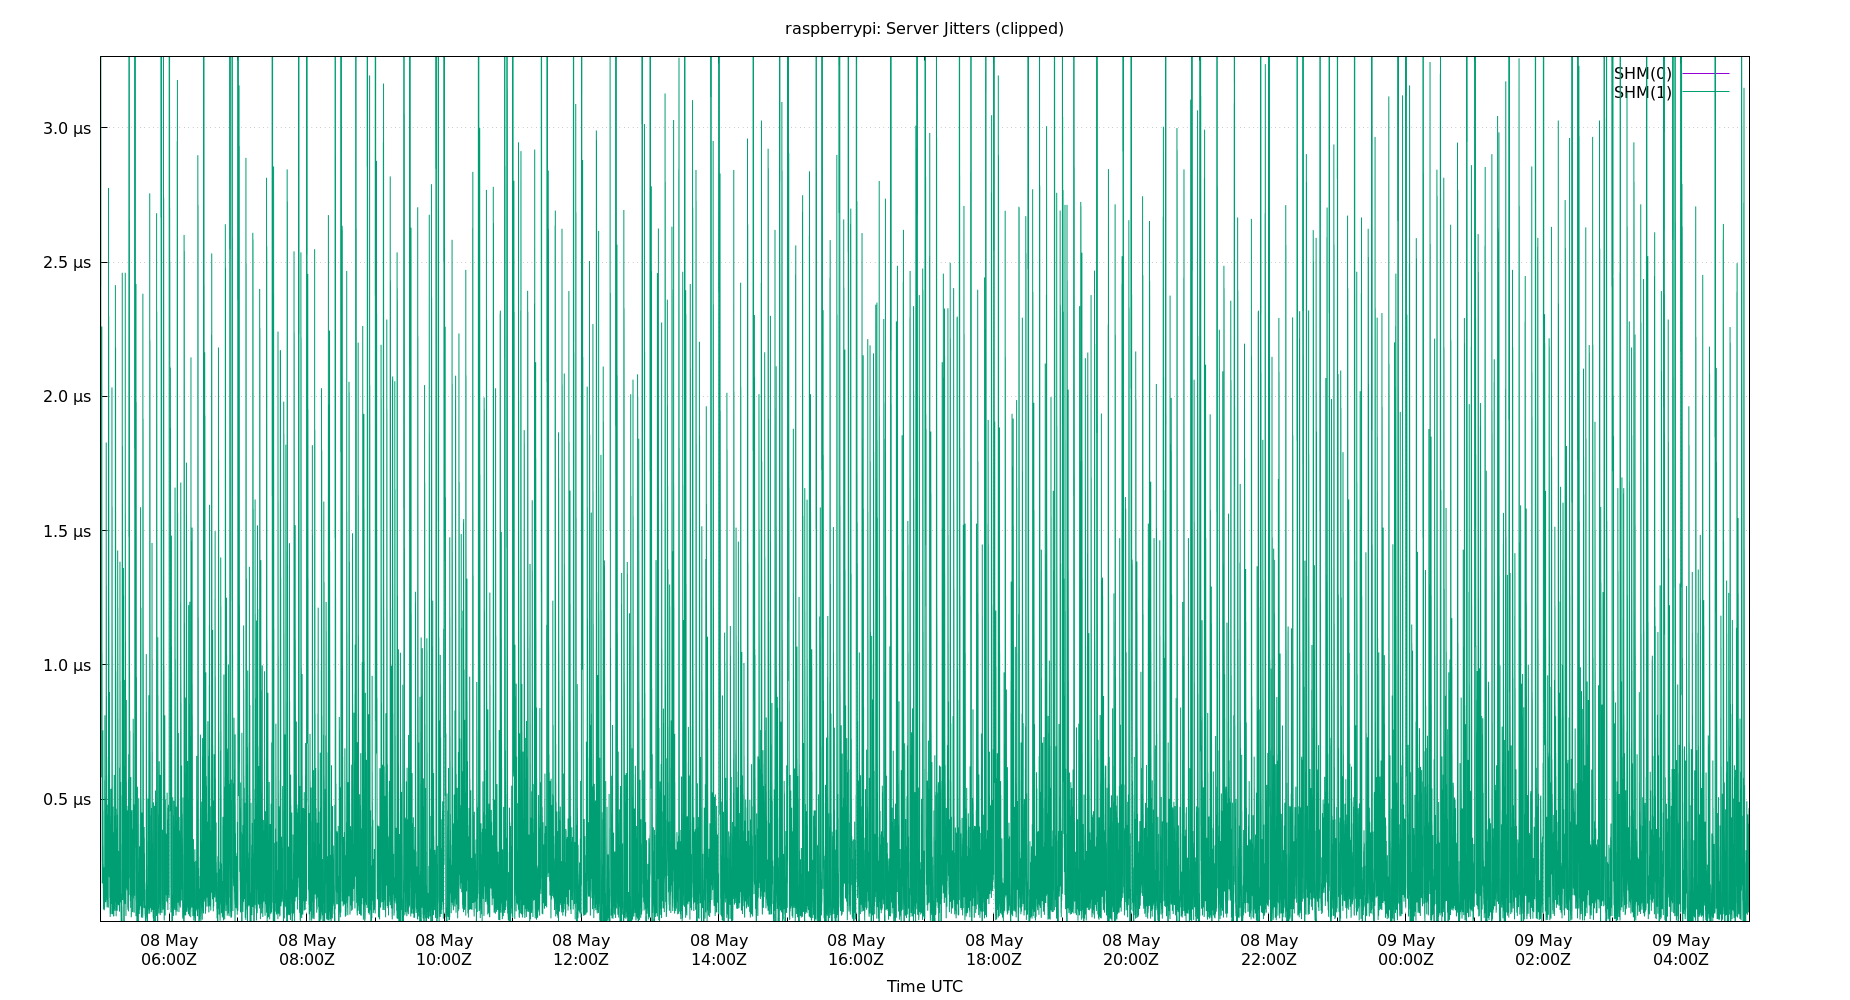 raspberrypi: Server Jitters (clipped)
SHM(0)
SHM(1)
3.0 µs
2.5 µs
2.0 µs
1.5 µs
1.0 µs
0.5 µs
08 May 08 May 08 May 08 May 08 May 08 May 08 May 08 May 08 May 09 May 09 May 09 May
06:00Z 08:00Z 10:00Z 12:00Z 14:00Z 16:00Z 18:00Z 20:00Z 22:00Z 00:00Z 02:00Z 04:00Z
Time UTC